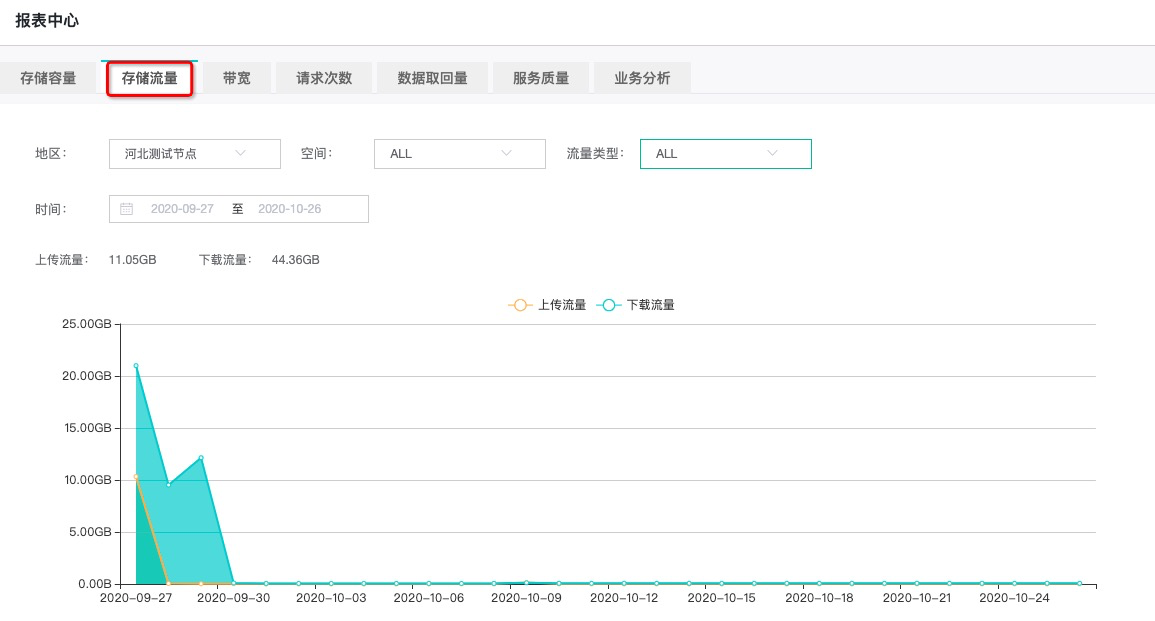 报表中心
存储容量 存储流量 带宽 请求次数 数据取回量 服务质量 业务分析
地区： 河北测试节点 空间： ALL 流量类型： ALL
时间： 2020-09-27 至 2020-10-26
上传流量： 11.05GB 下载流量： 44.36GB
上传流量 下载流量
25.00GB
20.00GB
15.00GB
10.00GB
5.00GB
0.00B
2020-09-27 2020-09-30 2020-10-03 2020-10-06 2020-10-09 2020-10-12 2020-10-15 2020-10-18 2020-10-21 2020-10-24